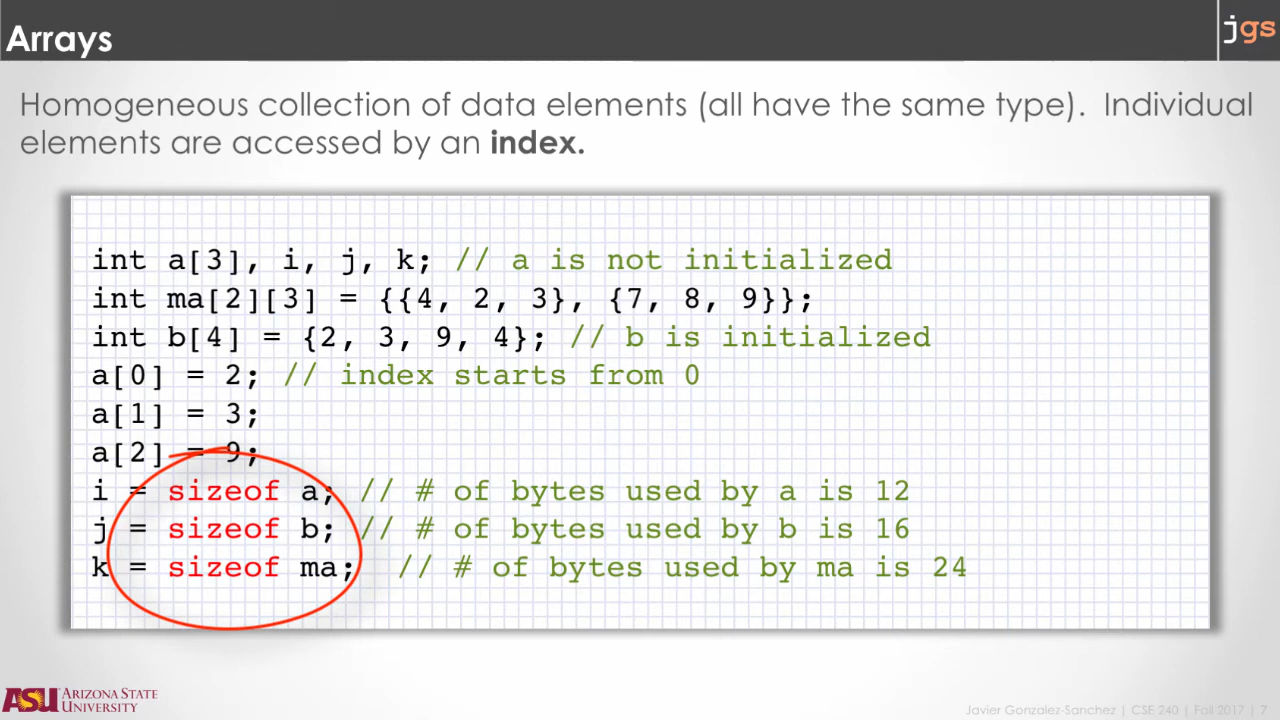 Arrays
jgs
Homogeneous collection of data elements (all have the same type). Individual
elements are accessed by an index.
int a[3], i, j, k; // a is not initialized
int ma[2][3] = {{4, 2, 3}, {7, 8, 9}};
int b[4] = {2, 3, 9, 4}; // b is initialized
a[0] = 2; // index starts from 0
a[1] = 3;
a[2] = 9;
i = sizeof a; // # of bytes used by a is 12
j = sizeof b; // # of bytes used by b is 16
k = sizeof ma; // # of bytes used by ma is 24
ASU ARIZONA STATE
UNIVERSITY
Javier Gonzalez-Sanchez | CSE 240 | Fall 2017 | 7